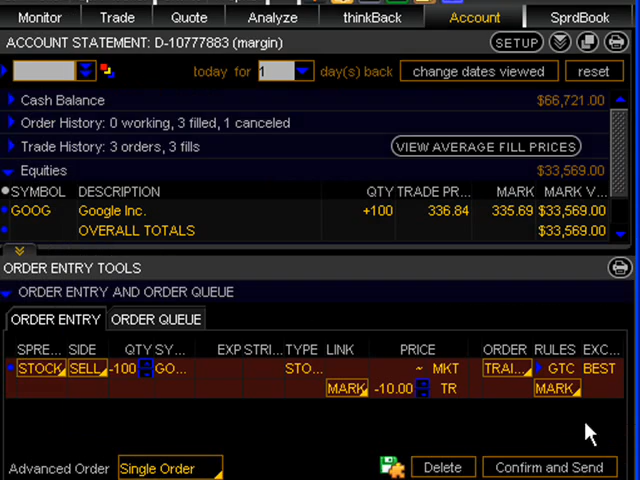 Monitor Trade Quote Analyze thinkBack Account SprdBook
ACCOUNT STATEMENT: D-10777883 (margin) SETUP
today for 1 day(s) back change dates viewed reset
Cash Balance $66,721.00
Order History: 0 working, 3 filled, 1 canceled
Trade History: 3 orders, 3 fills VIEW AVERAGE FILL PRICES
Equities $33,569.00
SYMBOL DESCRIPTION QTY TRADE PR... MARK MARK V...
GOOG Google Inc. +100 336.84 335.69 $33,569.00
OVERALL TOTALS $33,569.00
ORDER ENTRY TOOLS
ORDER ENTRY AND ORDER QUEUE
ORDER ENTRY ORDER QUEUE
SPRE... SIDE QTY SY... EXP STRI... TYPE LINK PRICE ORDER RULES EXC...
STOCK SELL -100 GO... STO... ~ MKT TRAI... GTC BEST
MARK -10.00 TR MARK
Advanced Order Single Order Delete Confirm and Send